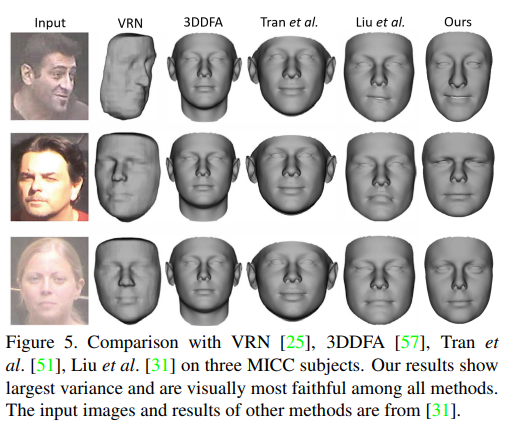 Input VRN 3DDFA Tran et al. Liu et al. Ours
Figure 5. Comparison with VRN [25], 3DDFA [57], Tran et
al. [51], Liu et al. [31] on three MICC subjects. Our results show
largest variance and are visually most faithful among all methods.
The input images and results of other methods are from [31].